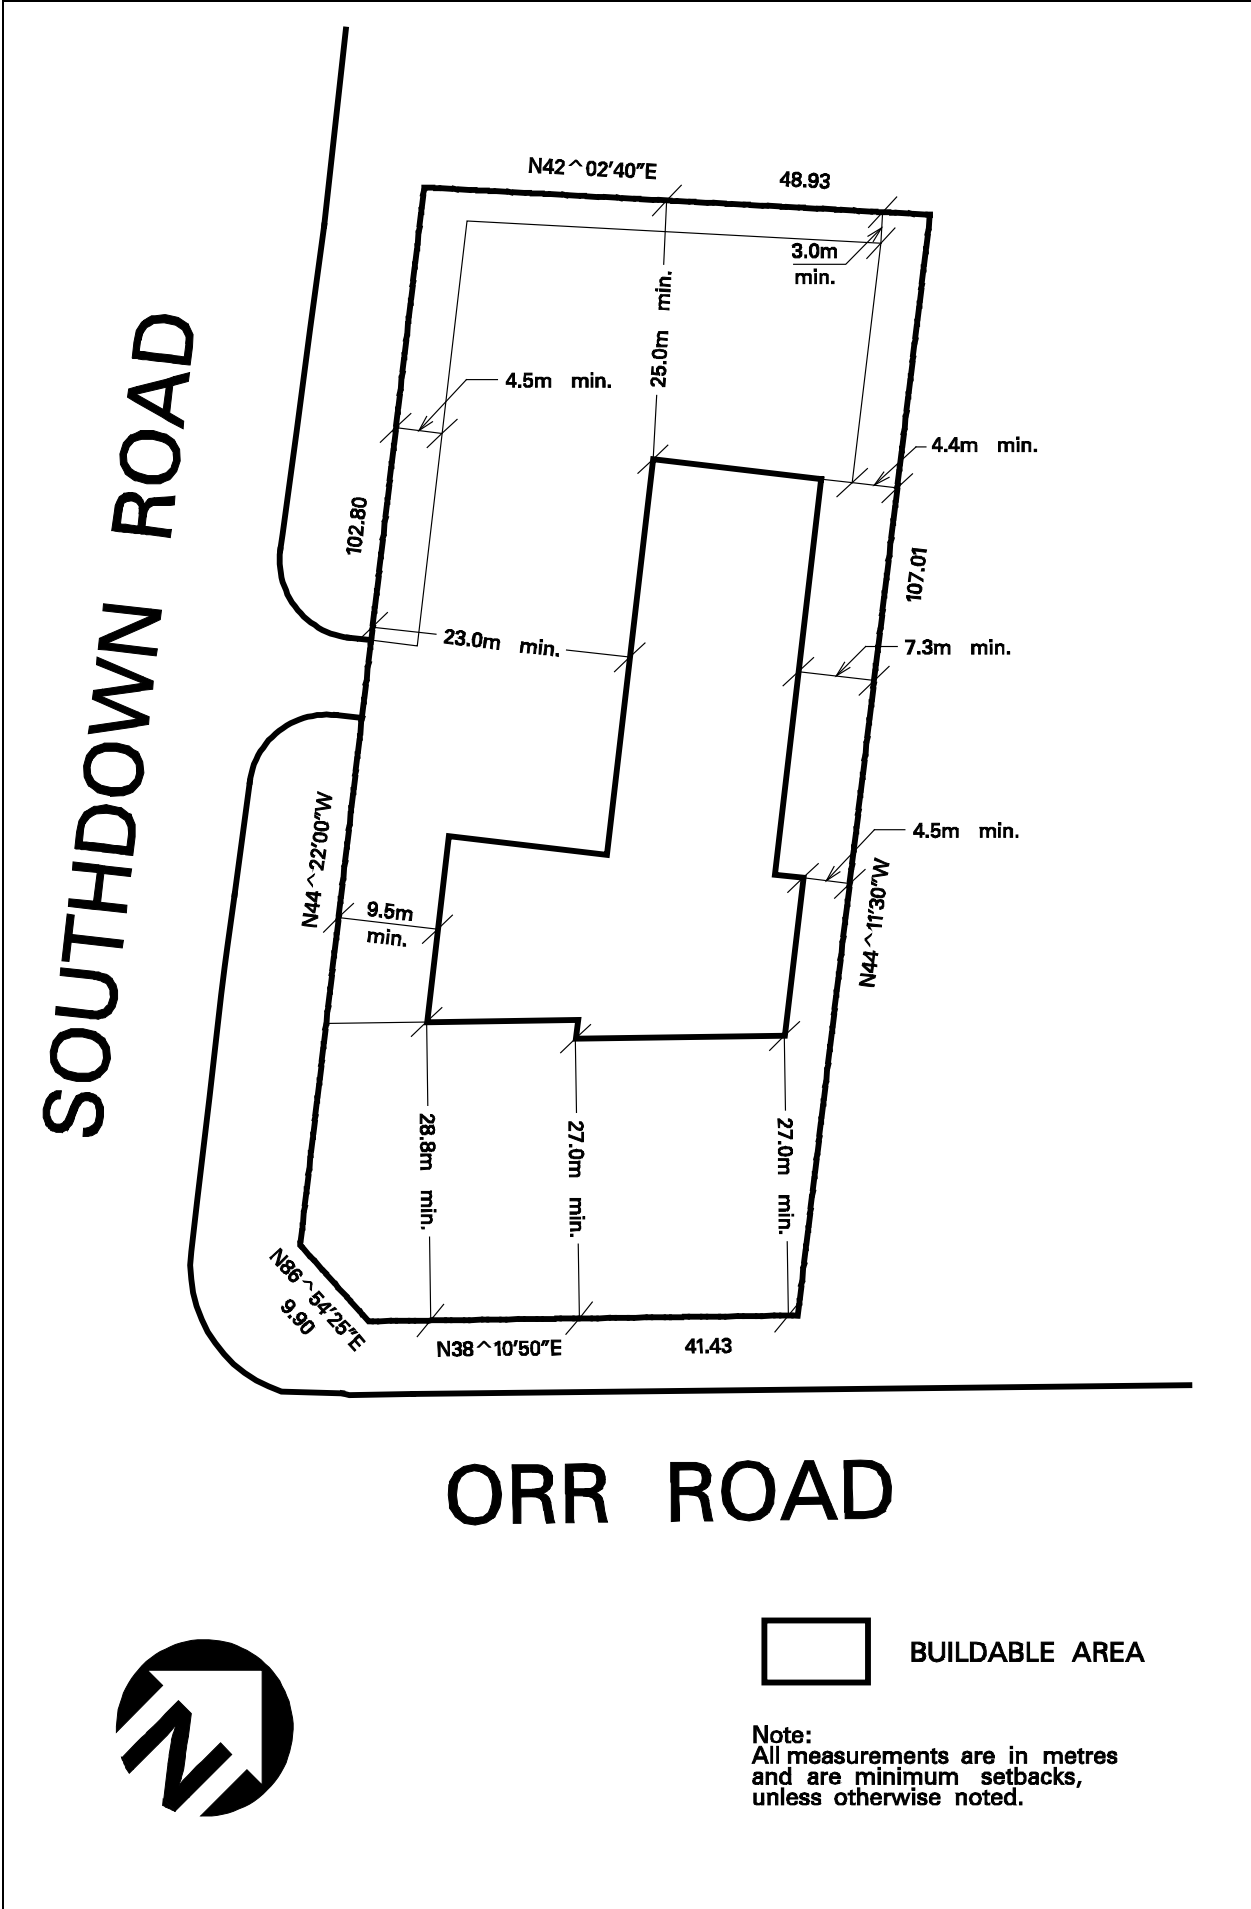 N42^02'40"E
48.93
3.0m
min.
25.0m min.
4.5m min.
4.4m min.
SOUTHDOWN ROAD
102.80
107.01
23.0m min.
7.3m min.
4.5m min.
N44^22'00"W
9.5m
min.
N44^11'30"W
28.8m min.
27.0m min.
27.0m min.
N86^54'25"E
9.90
N38^10'50"E
41.43
ORR ROAD
BUILDABLE AREA
N
Note:
All measurements are in metres
and are minimum setbacks,
unless otherwise noted.